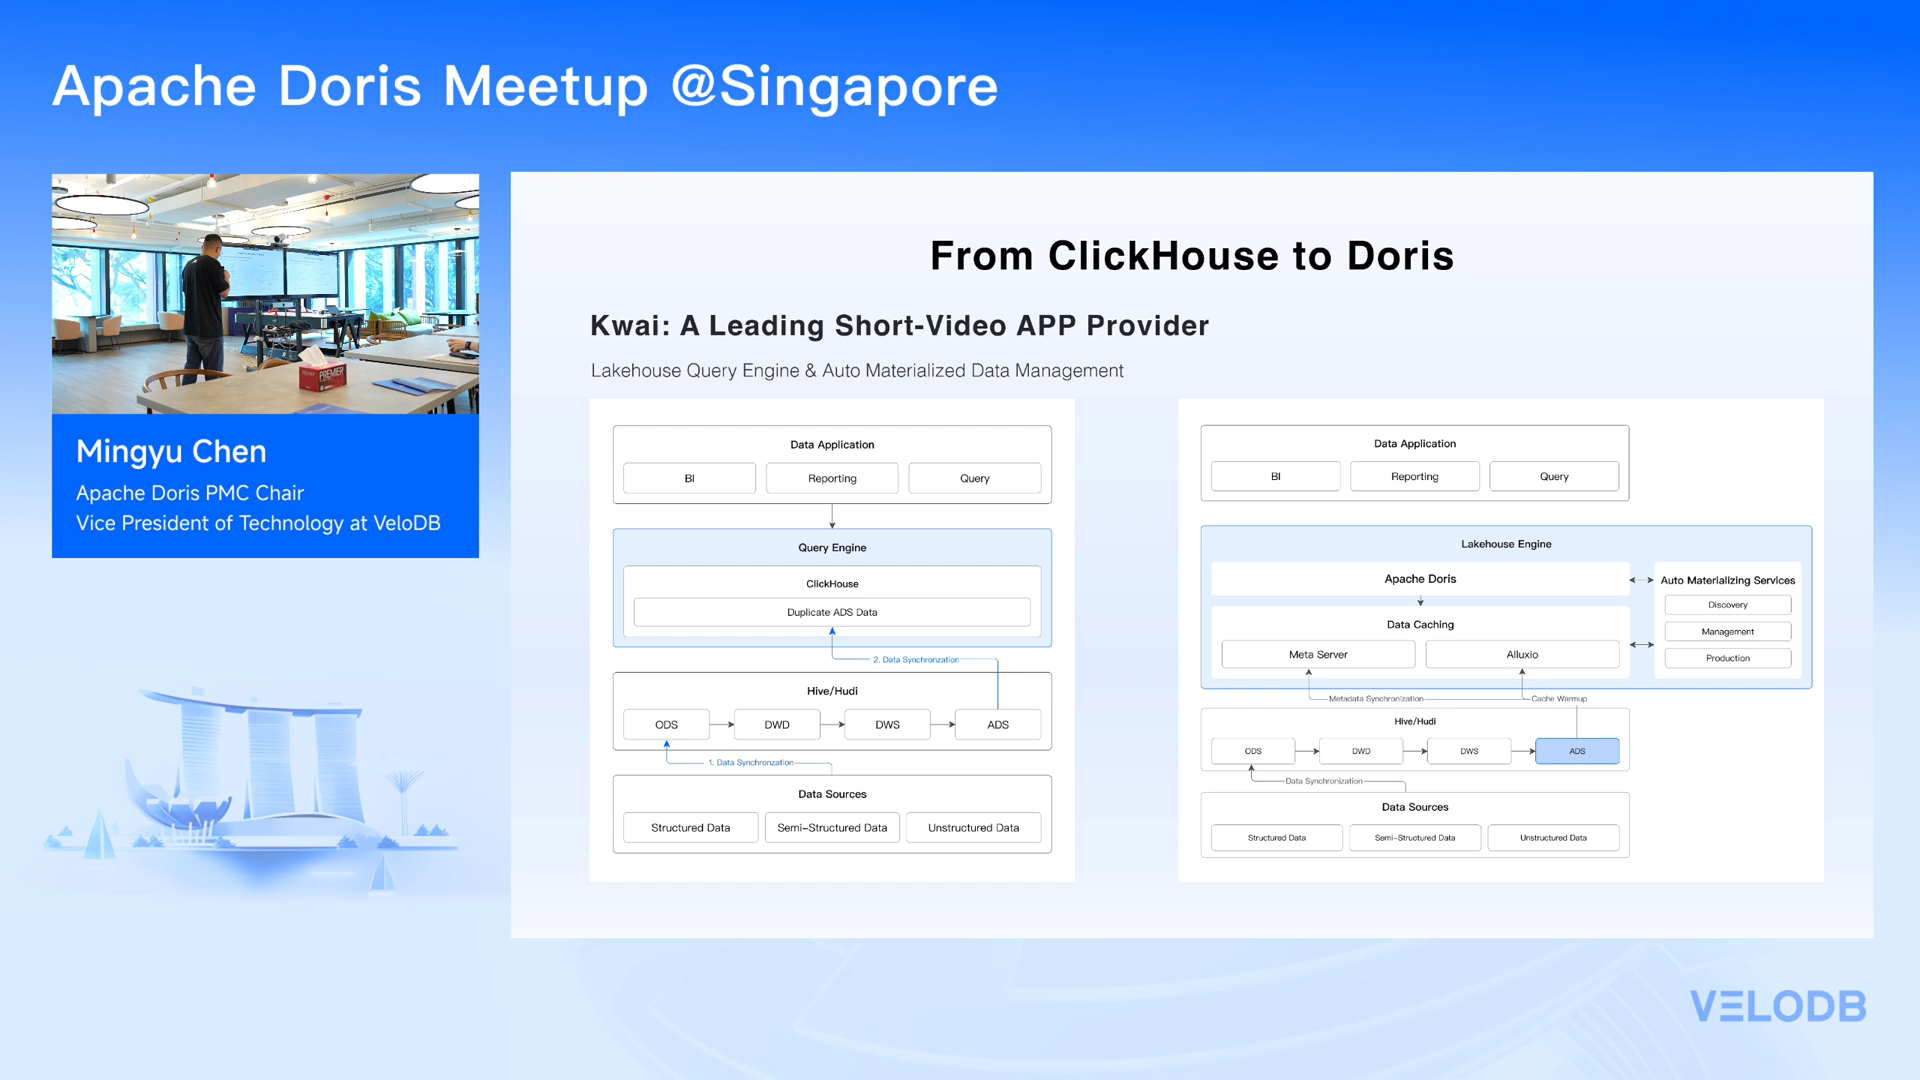 Apache Doris Meetup @Singapore
Mingyu Chen
Apache Doris PMC Chair
Vice President of Technology at VeloDB
From ClickHouse to Doris
Kwai: A Leading Short-Video APP Provider
Lakehouse Query Engine & Auto Materialized Data Management
Data Application
BI
Reporting
Query
Query Engine
ClickHouse
Duplicate ADS Data
2. Data Synchronzation
Hive/Hudi
ODS
DWD
DWS
ADS
1. Data Synchronzation
Data Sources
Structured Data
Semi-Structured Data
Unstructured Data
Data Application
BI
Reporting
Query
Lakehouse Engine
Apache Doris
Data Caching
Meta Server
Alluxio
Auto Materializing Services
Discovery
Management
Production
Metadata Synchronization
Cache Warmup
Hive/Hudi
ODS
DWD
DWS
ADS
Data Synchronization
Data Sources
Structured Data
Semi-Structured Data
Unstructured Data
PREMIER
VELODB